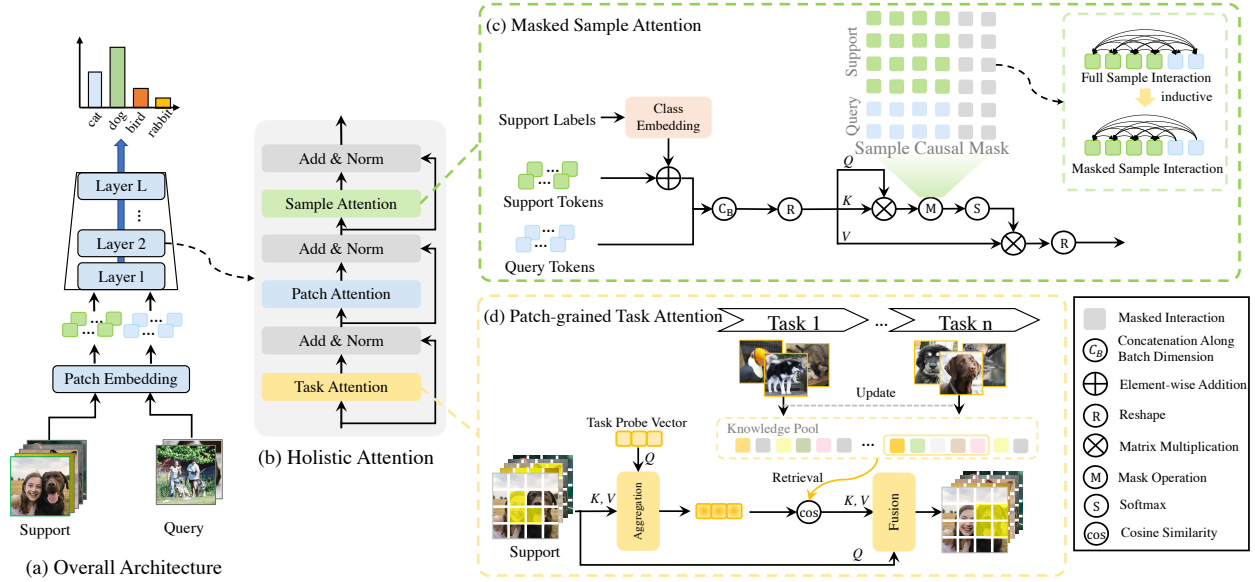 cat
dog
bird
rabbit
Layer L
...
Layer 2
Layer l
... ...
... ...
Patch Embedding
Support
Query
(a) Overall Architecture
Add & Norm
Sample Attention
Add & Norm
Patch Attention
Add & Norm
Task Attention
(b) Holistic Attention
(c) Masked Sample Attention
Support Labels
Class
Embedding
...
...
Support Tokens
...
...
Query Tokens
C_B
R
Support
Query
Sample Causal Mask
Q
K
V
M
S
R
Full Sample Interaction
inductive
Masked Sample Interaction
(d) Patch-grained Task Attention
Task 1
...
Task n
Update
Knowledge Pool
...
Task Probe Vector
Q
Retrieval
K, V
Aggregation
cos
K, V
Fusion
Support
Q
Masked Interaction
C_B
Concatenation Along
Batch Dimension
Element-wise Addition
R
Reshape
Matrix Multiplication
M
Mask Operation
S
Softmax
cos
Cosine Similarity